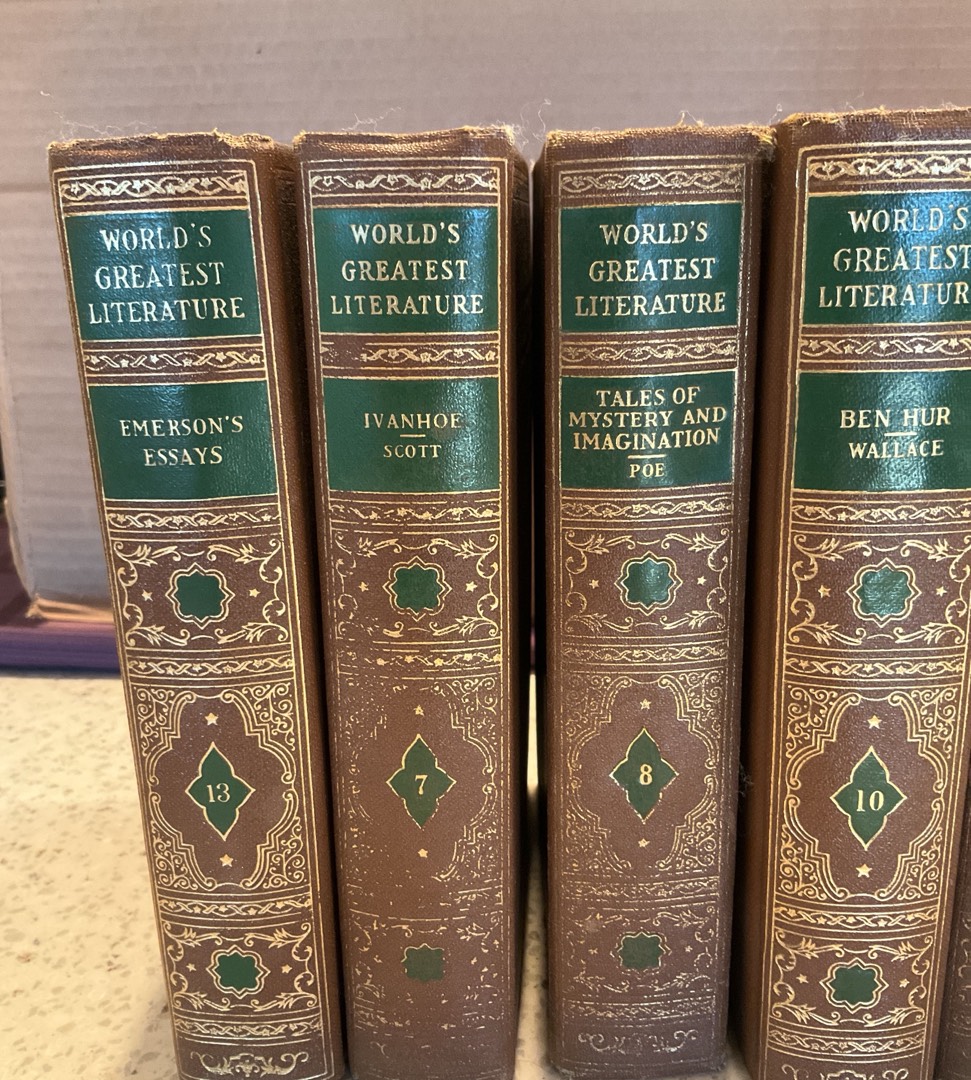 WORLD'S
GREATEST
LITERATURE
EMERSON'S
ESSAYS
13
WORLD'S
GREATEST
LITERATURE
IVANHOE
SCOTT
7
WORLD'S
GREATEST
LITERATURE
TALES OF
MYSTERY AND
IMAGINATION
POE
8
WORLD'S
GREATEST
LITERATUR
BEN HUR
WALLACE
10